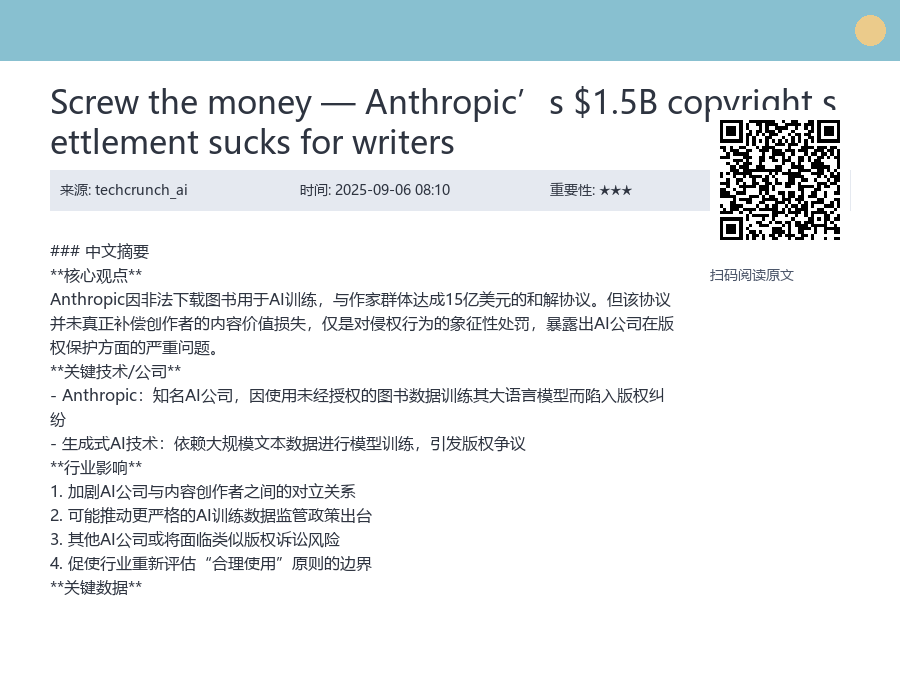 Screw the money — Anthropic’s $1.5B copyright s
ettlement sucks for writers
来源: techcrunch_ai
时间: 2025-09-06 08:10
重要性: ★★★
扫码阅读原文
### 中文摘要
**核心观点**
Anthropic因非法下载图书用于AI训练，与作家群体达成15亿美元的和解协议。但该协议
并未真正补偿创作者的内容价值损失，仅是对侵权行为的象征性处罚，暴露出AI公司在版
权保护方面的严重问题。
**关键技术/公司**
- Anthropic：知名AI公司，因使用未经授权的图书数据训练其大语言模型而陷入版权纠
纷
- 生成式AI技术：依赖大规模文本数据进行模型训练，引发版权争议
**行业影响**
1. 加剧AI公司与内容创作者之间的对立关系
2. 可能推动更严格的AI训练数据监管政策出台
3. 其他AI公司或将面临类似版权诉讼风险
4. 促使行业重新评估“合理使用”原则的边界
**关键数据**